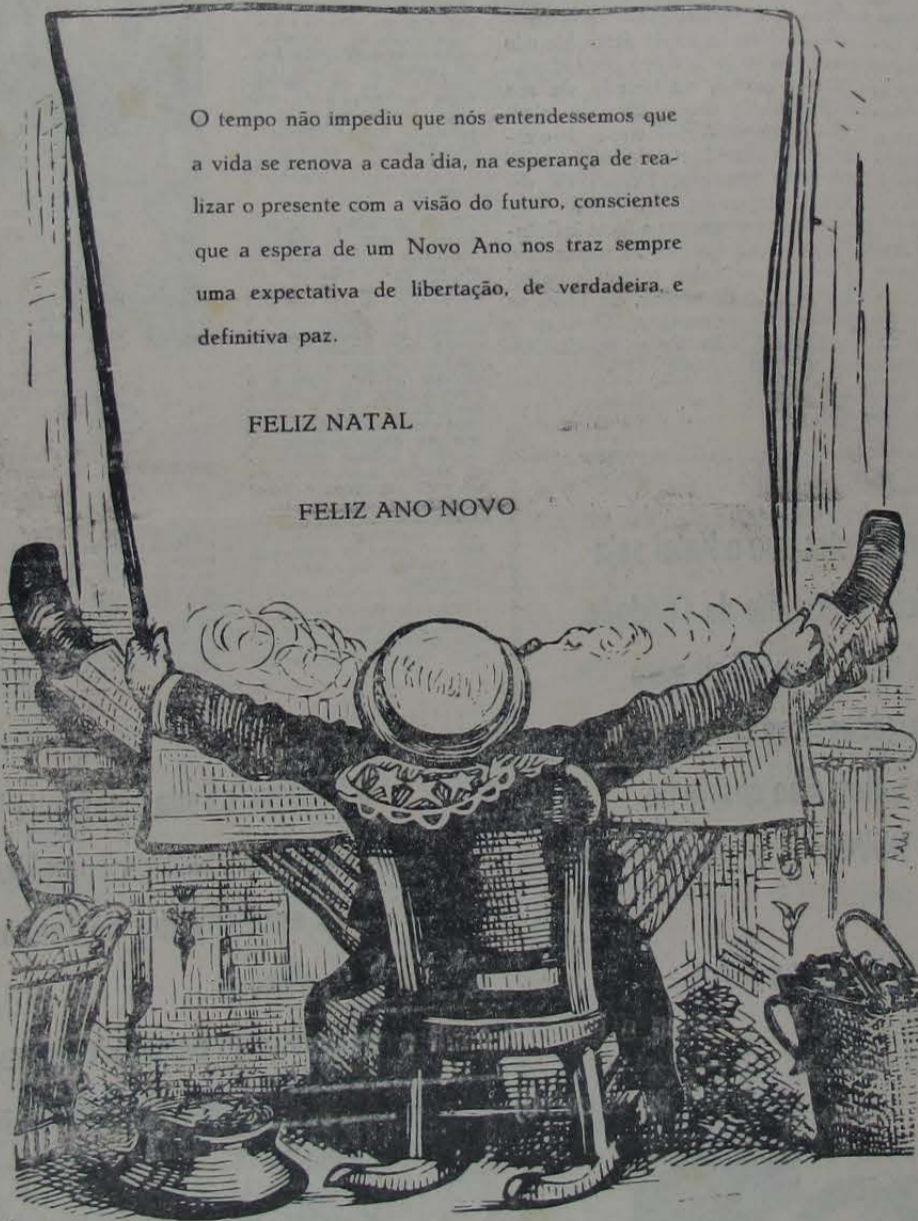 O tempo não impediu que nós entendessemos que
a vida se renova a cada dia, na esperança de rea-
lizar o presente com a visão do futuro, conscientes
que a espera de um Novo Ano nos traz sempre
uma expectativa de libertação, de verdadeira. e
definitiva paz.
FELIZ NATAL
FELIZ ANO NOVO